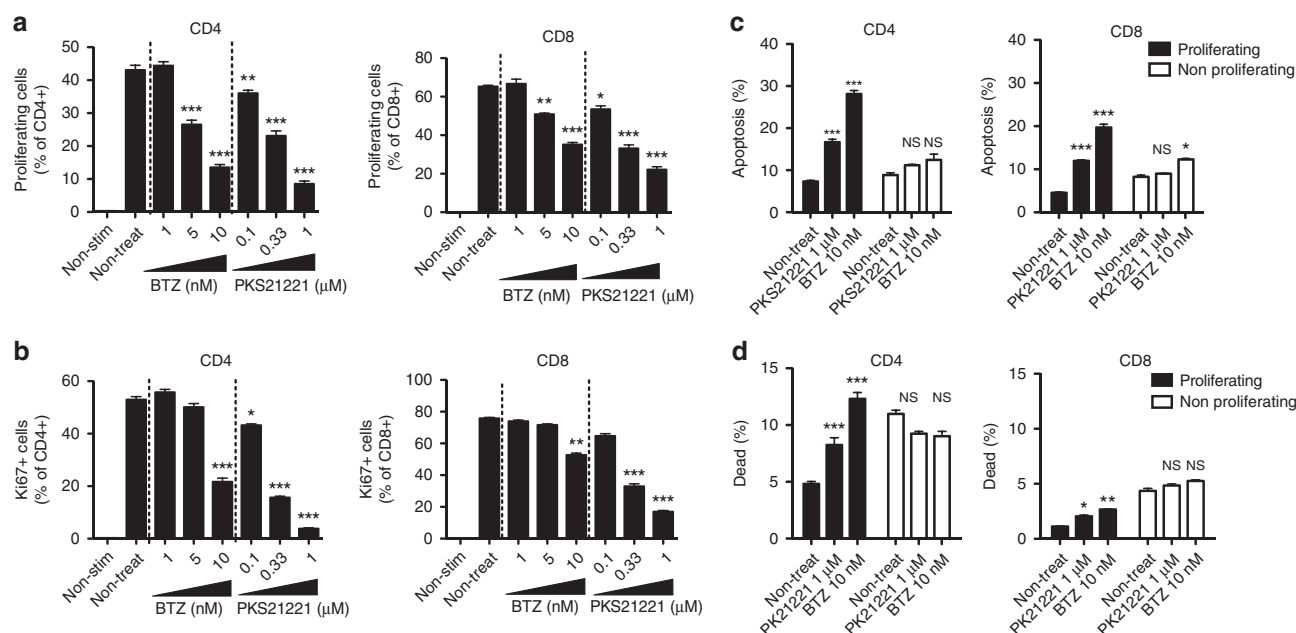 a
CD4
50
40
30
20
10
0
Proliferating cells
(% of CD4+)
**
***
***
***
***
Non-stim
Non-treat
1
5
10
0.1
0.33
1
BTZ (nM)
PKS21221 (μM)
CD8
80
60
40
20
0
Proliferating cells
(% of CD8+)
**
***
*
***
***
Non-stim
Non-treat
1
5
10
0.1
0.33
1
BTZ (nM)
PKS21221 (μM)
b
CD4
60
40
20
0
Ki67+ cells
(% of CD4+)
***
*
***
***
Non-stim
Non-treat
1
5
10
0.1
0.33
1
BTZ (nM)
PKS21221 (μM)
CD8
100
80
60
40
20
0
Ki67+ cells
(% of CD8+)
**
***
***
Non-stim
Non-treat
1
5
10
0.1
0.33
1
BTZ (nM)
PKS21221 (μM)
c
CD4
40
30
20
10
0
Apoptosis (%)
***
***
NS NS
Non-treat
PKS21221 1 μM
BTZ 10 nM
Non-treat
PKS21221 1 μM
BTZ 10 nM
CD8
Proliferating
Non proliferating
40
30
20
10
0
Apoptosis (%)
***
***
NS
*
Non-treat
PK21221 1 μM
BTZ 10 nM
Non-treat
PK21221 1 μM
BTZ 10 nM
d
CD4
15
10
5
0
Dead (%)
***
***
NS NS
Non-treat
PK21221 1 μM
BTZ 10 nM
Non-treat
PK21221 1 μM
BTZ 10 nM
CD8
Proliferating
Non proliferating
15
10
5
0
Dead (%)
*
**
NS NS
Non-treat
PK21221 1 μM
BTZ 10 nM
Non-treat
PK21221 1 μM
BTZ 10 nM